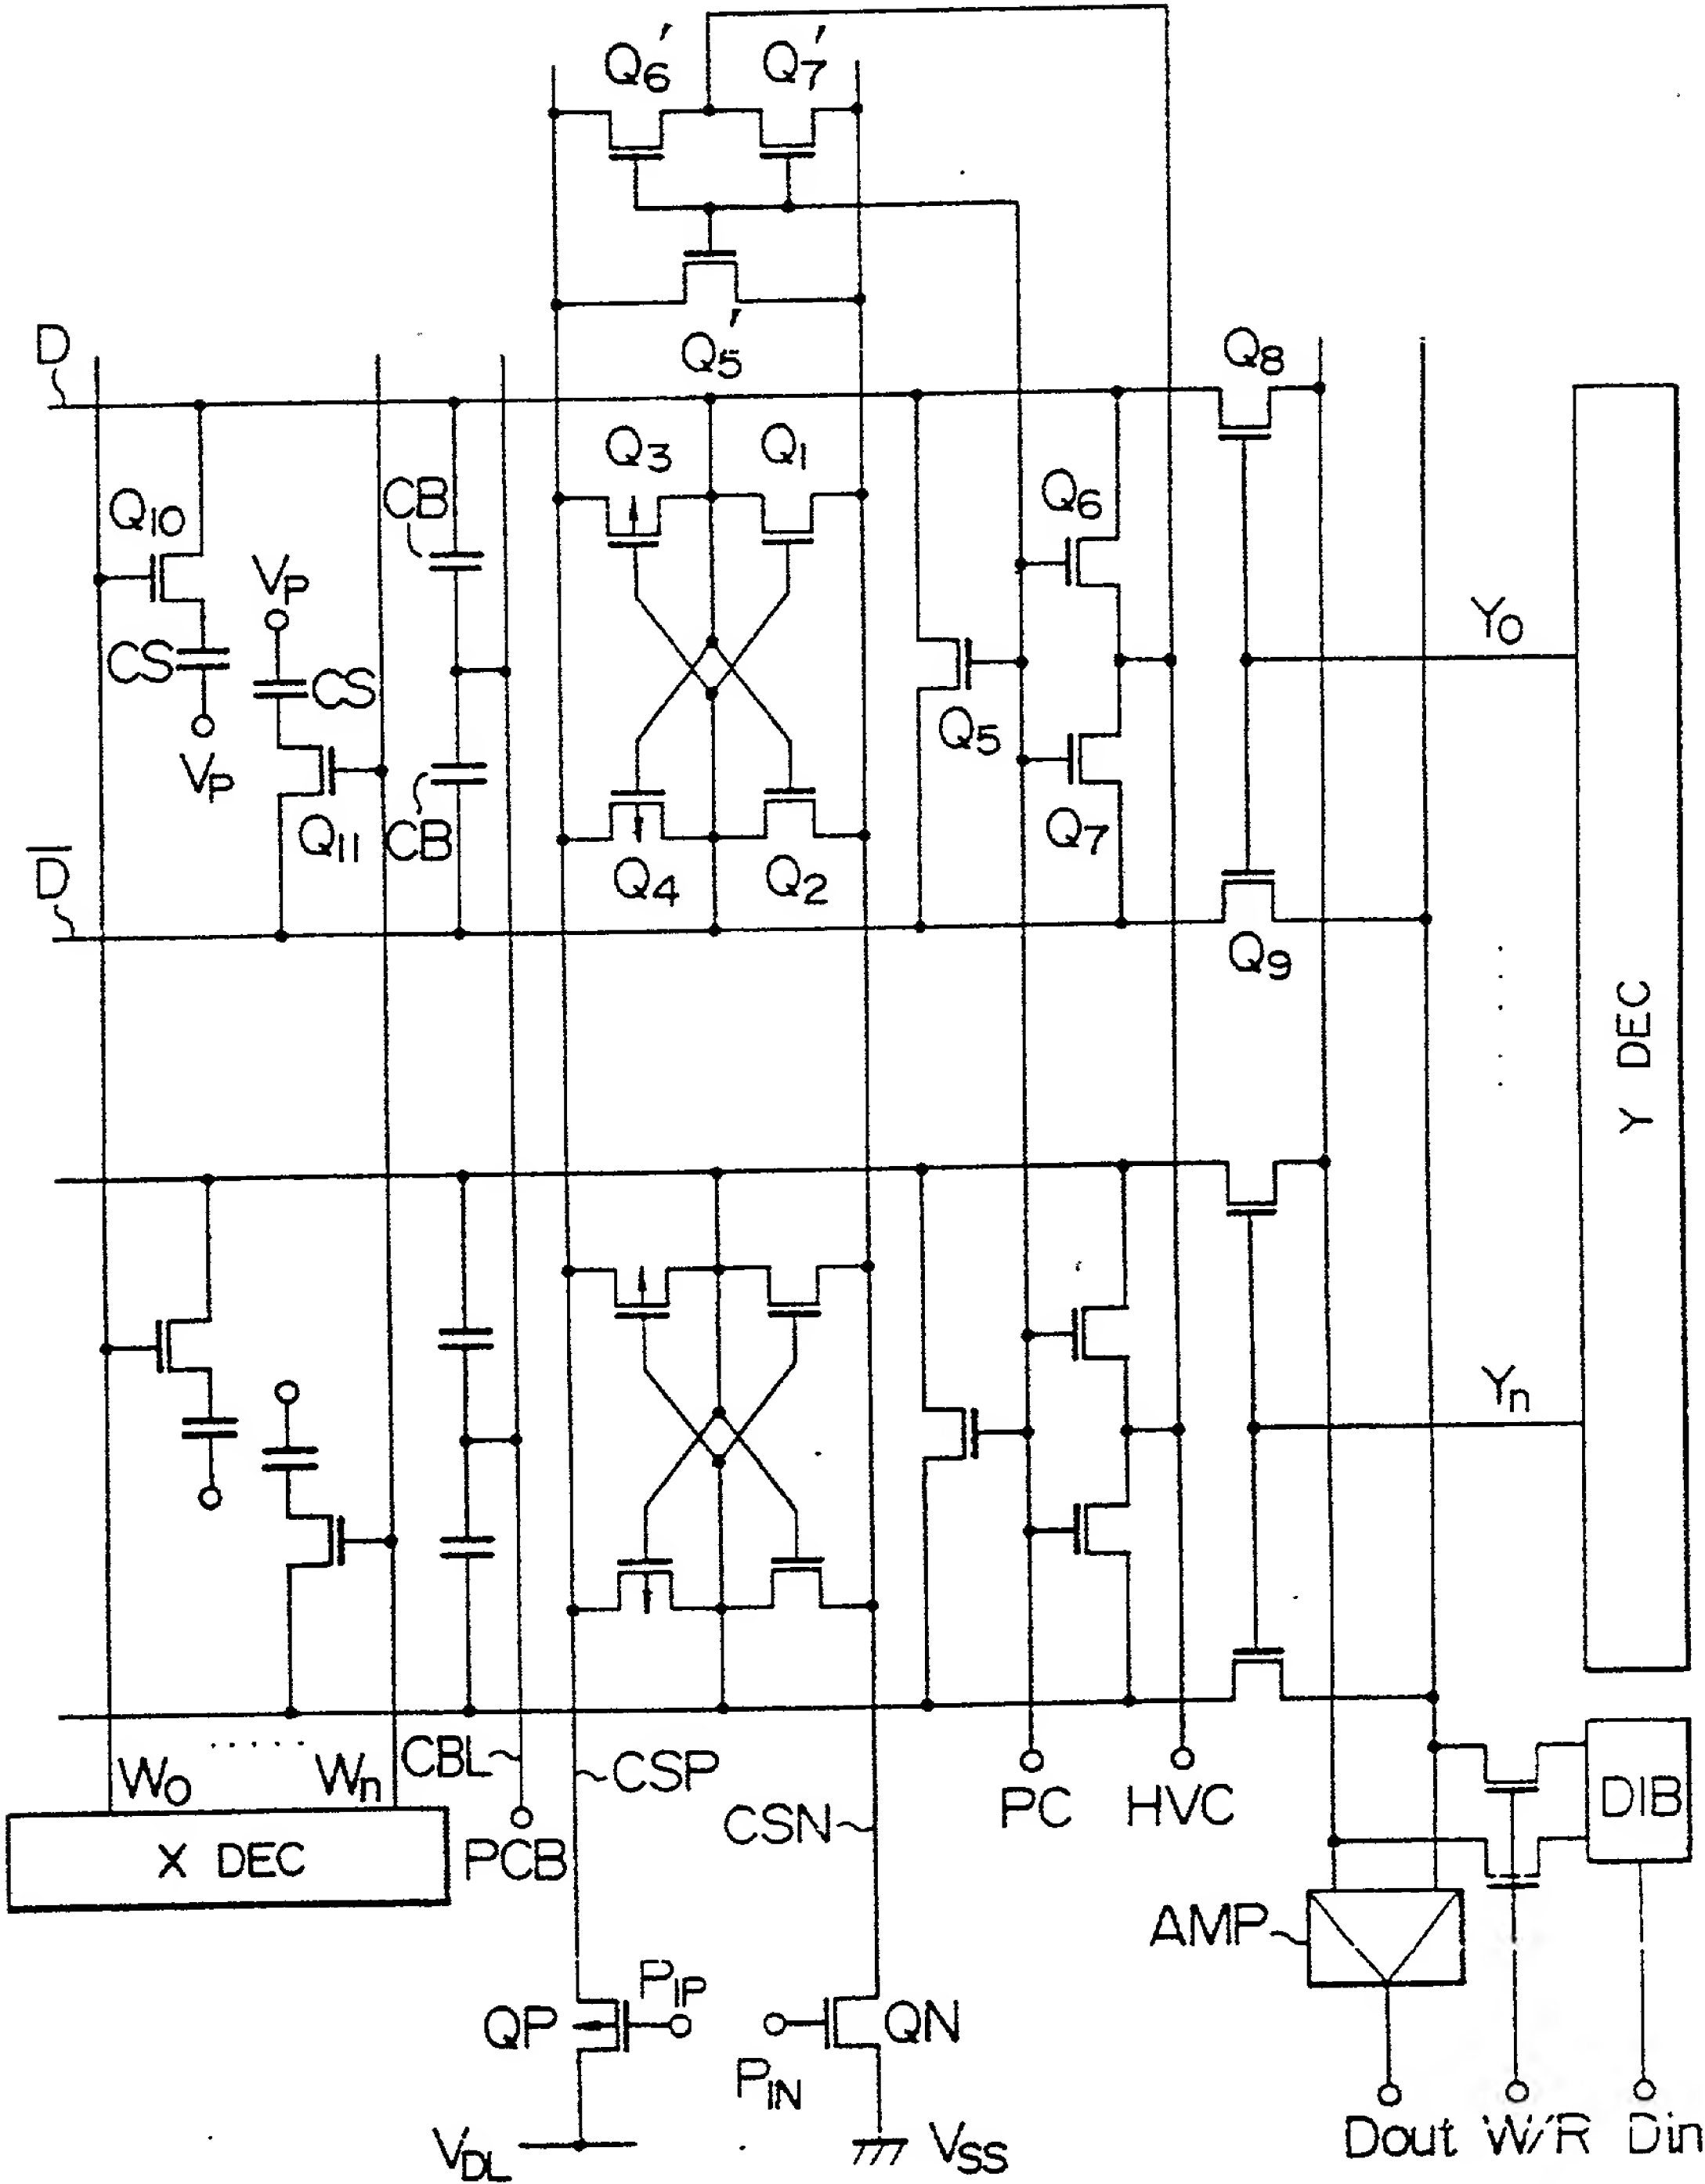 Q6' Q7'
Q5'
D
Q8
Q3 Q1
CB
Q6
Q10
VP
Y0
CS
CS
Q5
VP
CB
Q7
Q11
D̅
Q4 Q2
Q9
Y DEC
Yn
W0 ..... Wn
CBL
CSP
PC HVC
DIB
CSN
X DEC
PCB
AMP
PIP
QP
QN
PIN
Dout W/R Din
VDL
VSS